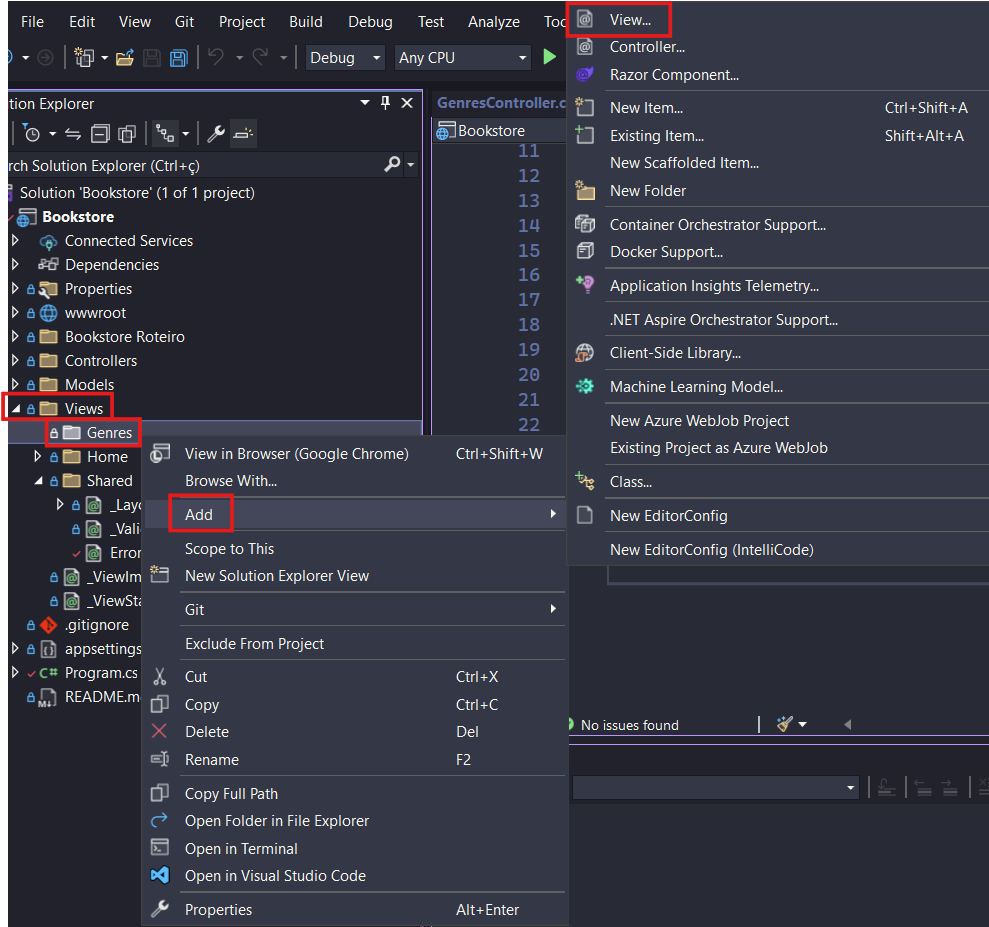 File Edit View Git Project Build Debug Test Analyze
Debug Any CPU
Solution Explorer
GenresController.c
Bookstore
rch Solution Explorer (Ctrl+ç)
Solution 'Bookstore' (1 of 1 project)
Bookstore
Connected Services
Dependencies
Properties
wwwroot
Bookstore Roteiro
Controllers
Models
Views
Genres
Home
Shared
_Layo
_Vali
Error
_ViewIm
_ViewSta
.gitignore
appsettings
Program.cs
README.m
11
12
13
14
15
16
17
18
19
20
21
22
View in Browser (Google Chrome) Ctrl+Shift+W
Browse With...
Add
Scope to This
New Solution Explorer View
Git
Exclude From Project
Cut Ctrl+X
Copy Ctrl+C
Delete Del
Rename F2
Copy Full Path
Open Folder in File Explorer
Open in Terminal
Open in Visual Studio Code
Properties Alt+Enter
View...
Controller...
Razor Component...
New Item... Ctrl+Shift+A
Existing Item... Shift+Alt+A
New Scaffolded Item...
New Folder
Container Orchestrator Support...
Docker Support...
Application Insights Telemetry...
.NET Aspire Orchestrator Support...
Client-Side Library...
Machine Learning Model...
New Azure WebJob Project
Existing Project as Azure WebJob
Class...
New EditorConfig
New EditorConfig (IntelliCode)
No issues found